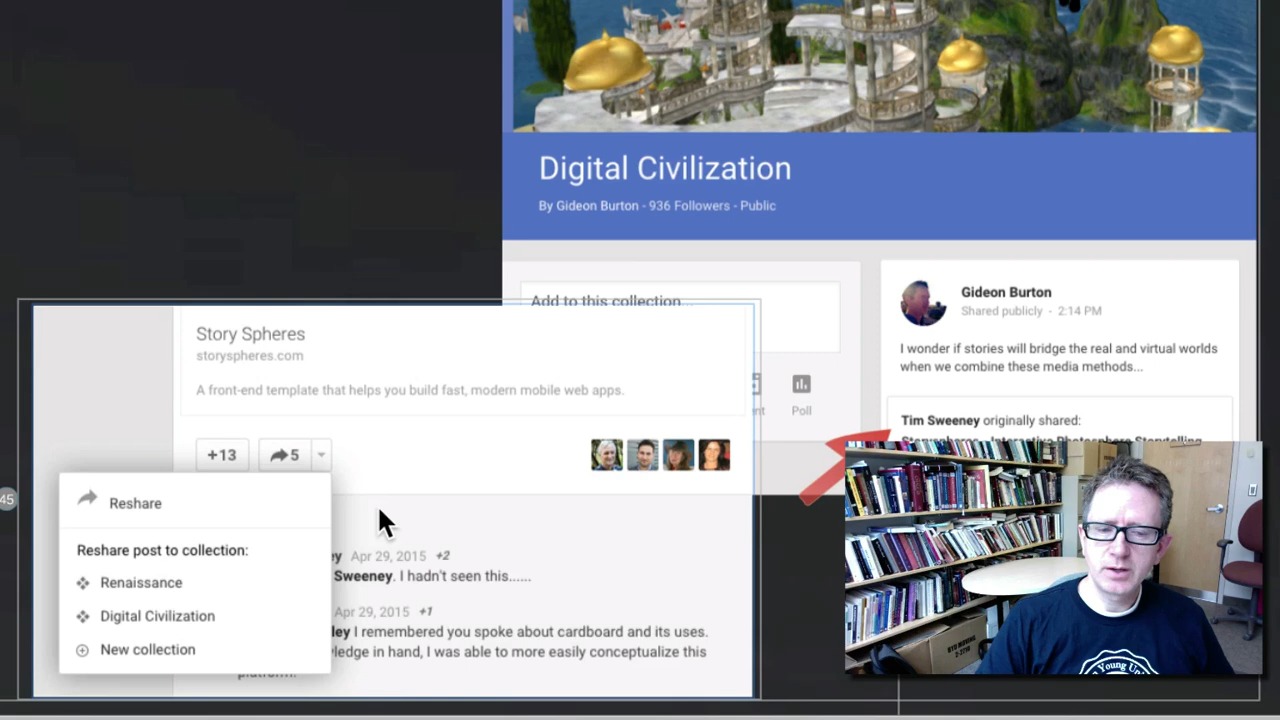 Digital Civilization
By Gideon Burton - 936 Followers - Public
Add to this collection...
Poll
Gideon Burton
Shared publicly - 2:14 PM
I wonder if stories will bridge the real and virtual worlds
when we combine these media methods...
Tim Sweeney originally shared:
Story Spheres
storyspheres.com
A front-end template that helps you build fast, modern mobile web apps.
+13
5
45
Reshare
Reshare post to collection:
Renaissance
Digital Civilization
New collection
Apr 29, 2015 +2
Sweeney. I hadn't seen this......
Apr 29, 2015 +1
I remembered you spoke about cardboard and its uses.
in hand, I was able to more easily conceptualize this
platform.